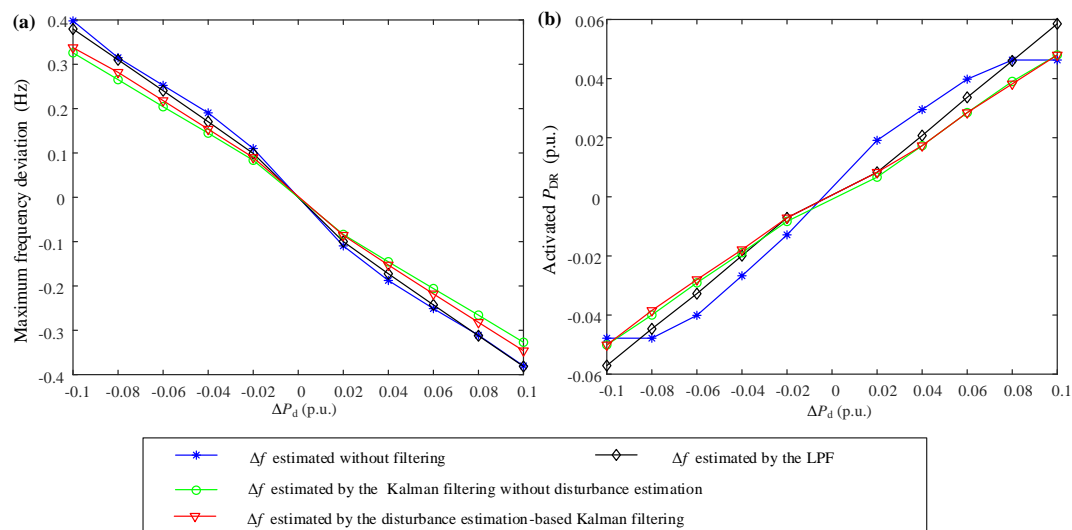 (a)
Maximum frequency deviation (Hz)
0.4
0.3
0.2
0.1
0
-0.1
-0.2
-0.3
-0.4
-0.1 -0.08 -0.06 -0.04 -0.02 0 0.02 0.04 0.06 0.08 0.1
ΔPd (p.u.)
(b)
Activated PDR (p.u.)
0.06
0.04
0.02
0
-0.02
-0.04
-0.06
-0.1 -0.08 -0.06 -0.04 -0.02 0 0.02 0.04 0.06 0.08 0.1
ΔPd (p.u.)
Δf estimated without filtering
Δf estimated by the LPF
Δf estimated by the Kalman filtering without disturbance estimation
Δf estimated by the disturbance estimation-based Kalman filtering